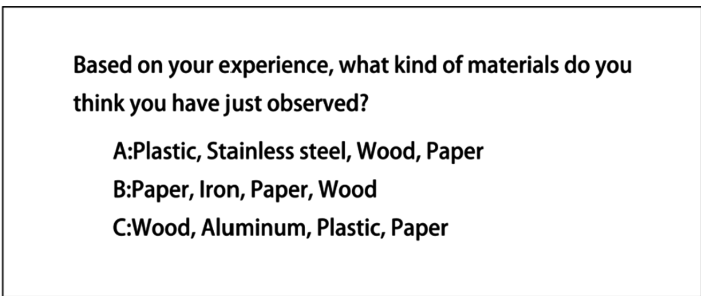 Based on your experience, what kind of materials do you
think you have just observed?
A:Plastic, Stainless steel, Wood, Paper
B:Paper, Iron, Paper, Wood
C:Wood, Aluminum, Plastic, Paper